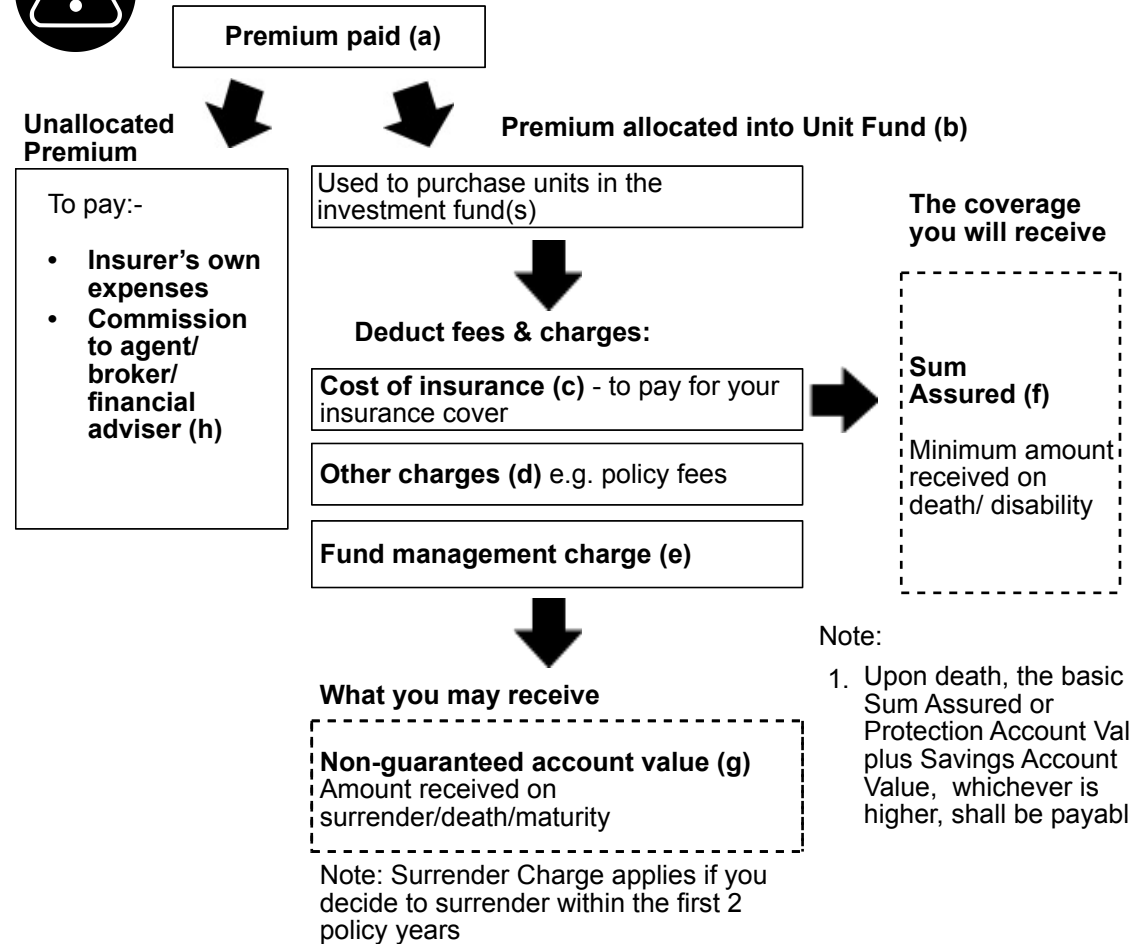 Premium paid (a)
Unallocated
Premium
To pay:-
• Insurer's own
expenses
• Commission
to agent/
broker/
financial
adviser (h)
Premium allocated into Unit Fund (b)
Used to purchase units in the
investment fund(s)
Deduct fees & charges:
Cost of insurance (c) - to pay for your
insurance cover
Other charges (d) e.g. policy fees
Fund management charge (e)
The coverage
you will receive
Sum
Assured (f)
Minimum amount
received on
death/ disability
What you may receive
Non-guaranteed account value (g)
Amount received on
surrender/death/maturity
Note: Surrender Charge applies if you
decide to surrender within the first 2
policy years
Note:
1. Upon death, the basic
Sum Assured or
Protection Account Val
plus Savings Account
Value, whichever is
higher, shall be payabl